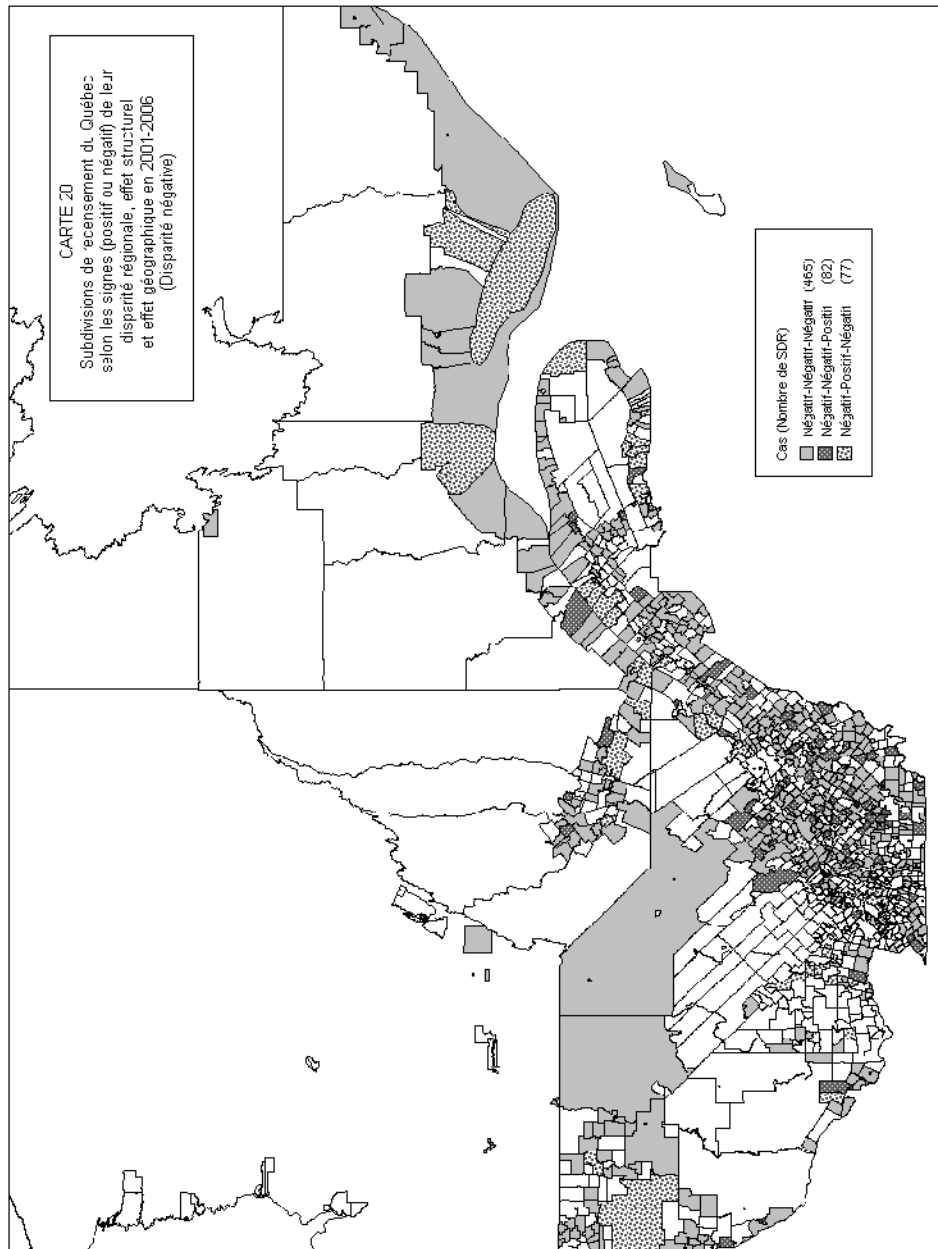 CARTE 20
Subdivisions de recensement du Québec
selon les signes (positif ou négatif) de leur
disparité régionale, effet structurel
et effet géographique en 2001-2006
(Disparité négative)
Cas (Nombre de SDR)
Négatif-Négatif-Négatif (465)
Négatif-Négatif-Positif (82)
Négatif-Positif-Négatif (77)